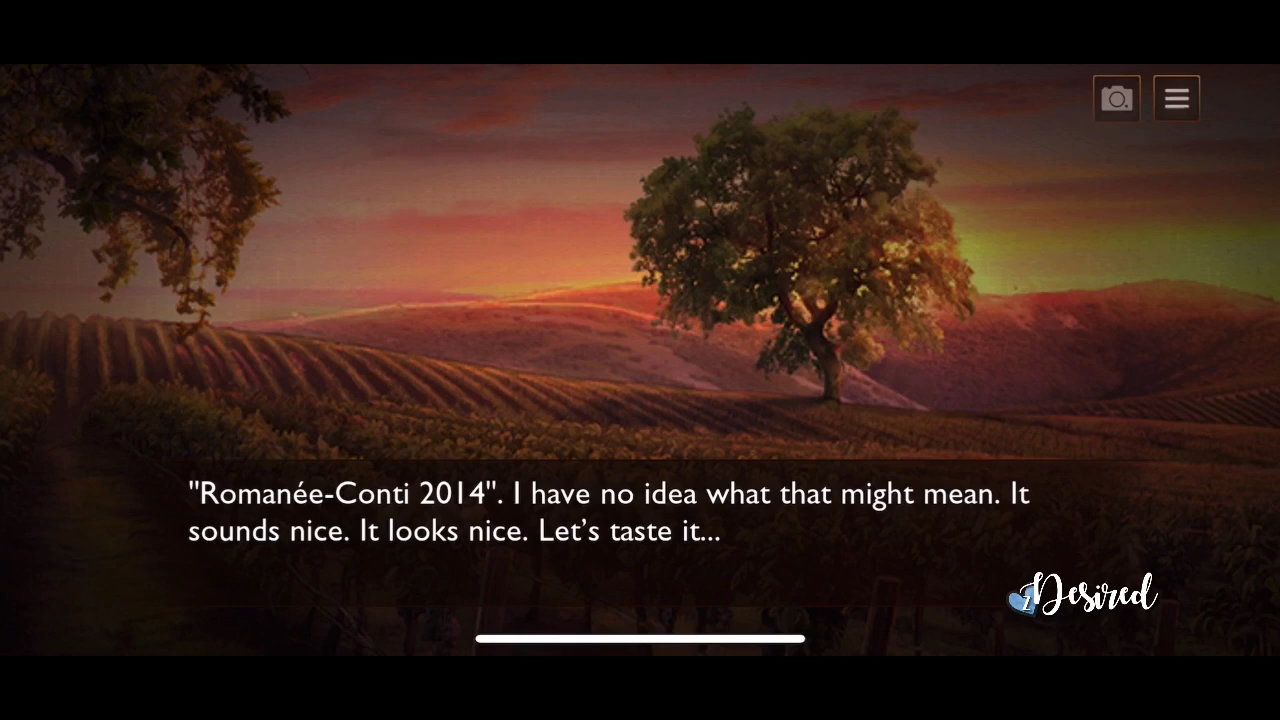 "Romanée-Conti 2014". I have no idea what that might mean. It
sounds nice. It looks nice. Let’s taste it...
zDesired